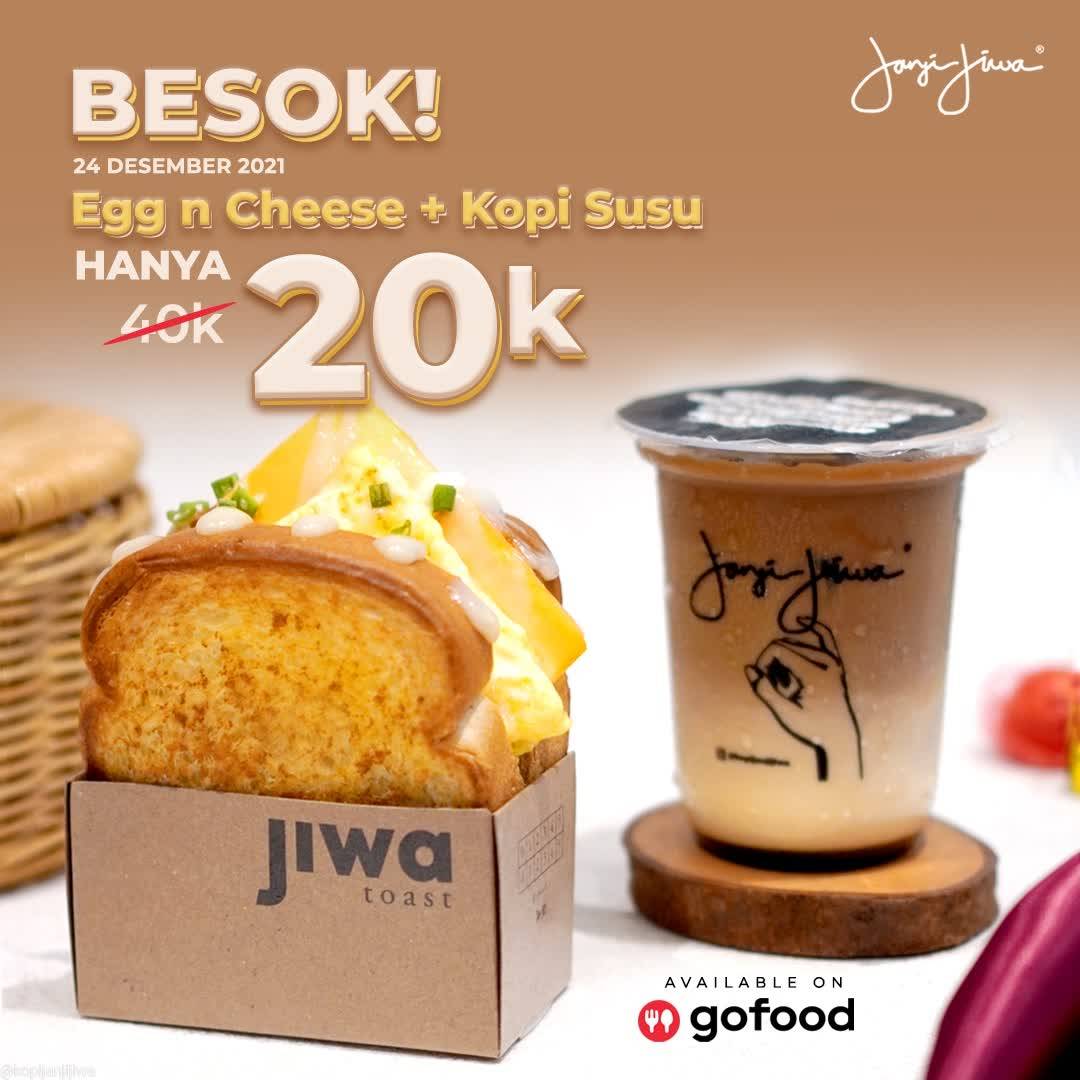 Janji Jiwa®
BESOK!
24 DESEMBER 2021
Egg n Cheese + Kopi Susu
HANYA
40k
20k
Janji Jiwa
jiwa
toast
AVAILABLE ON
gofood
@kopijanjijiwa